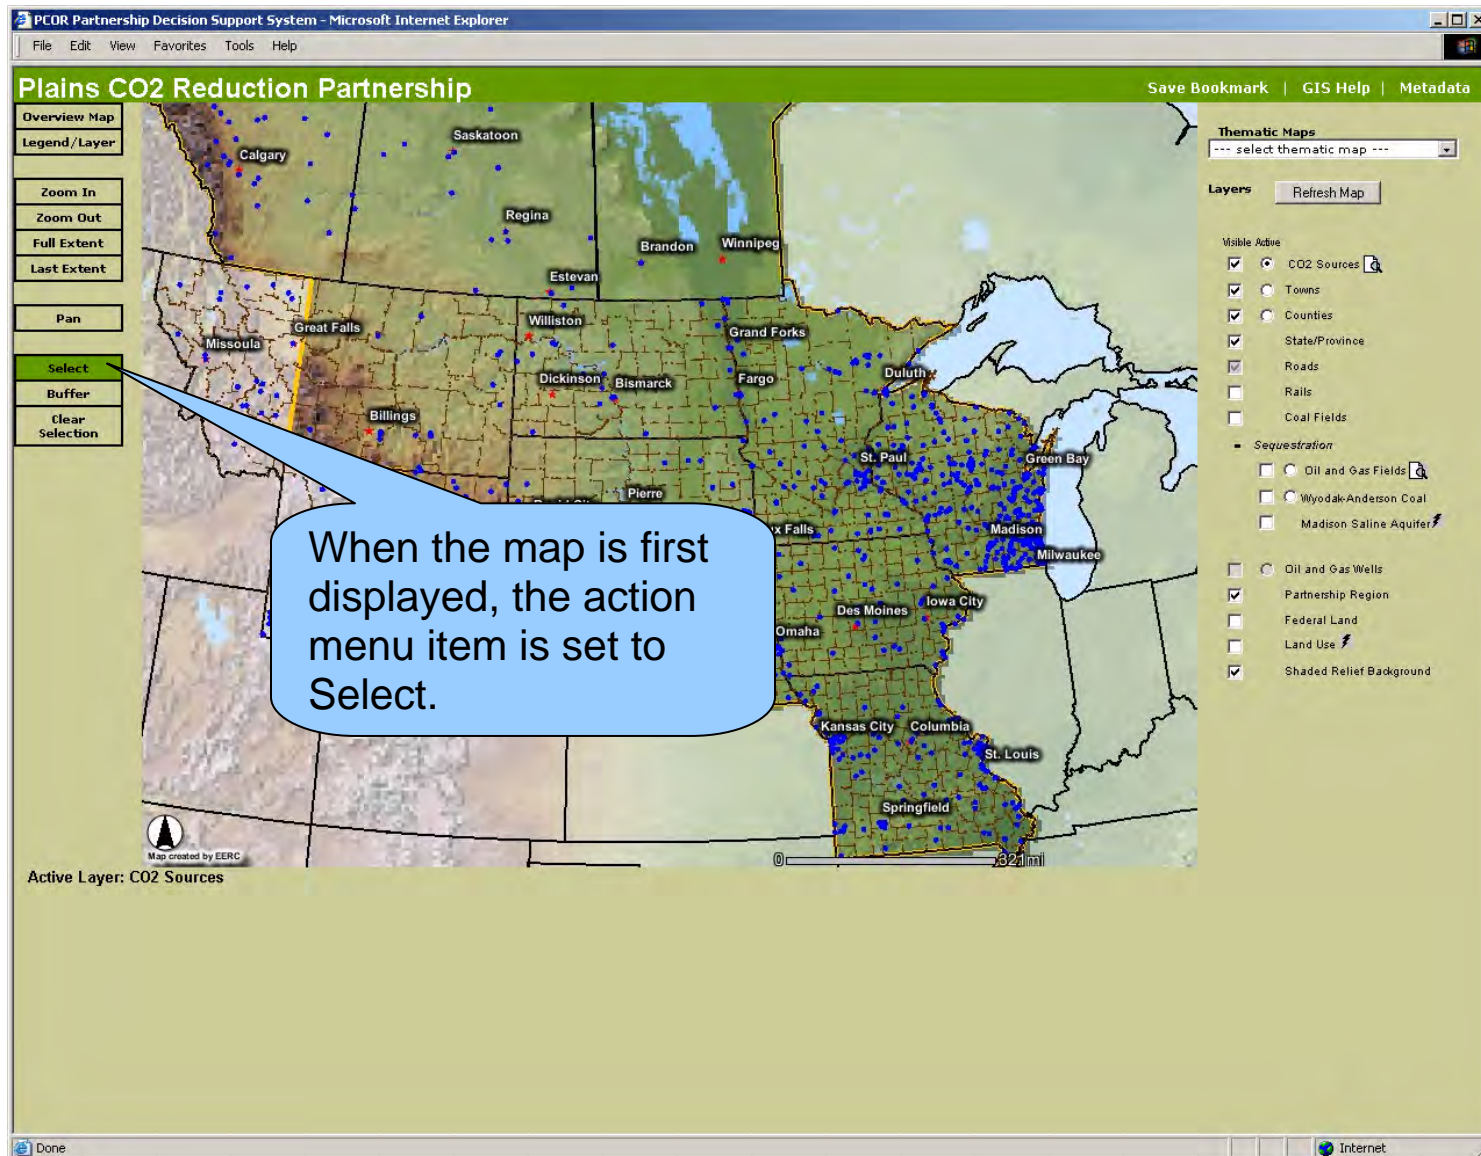 PCOR Partnership Decision Support System - Microsoft Internet Explorer
File Edit View Favorites Tools Help
Plains CO2 Reduction Partnership
Save Bookmark | GIS Help | Metadata
Overview Map
Legend/Layer
Zoom In
Zoom Out
Full Extent
Last Extent
Pan
Select
Buffer
Clear
Selection
Calgary
Saskatoon
Regina
Brandon
Winnipeg
Estevan
Great Falls
Missoula
Williston
Grand Forks
Dickinson
Bismarck
Fargo
Duluth
Billings
St. Paul
Green Bay
Pierre
Madison
Milwaukee
Des Moines
Iowa City
Omaha
Kansas City
Columbia
St. Louis
Springfield
When the map is first
displayed, the action
menu item is set to
Select.
Map created by EERC
0
321mi
Thematic Maps
--- select thematic map ---
Layers
Refresh Map
Visible Active
CO2 Sources
Towns
Counties
State/Province
Roads
Rails
Coal Fields
- Sequestration
Oil and Gas Fields
Wyodak-Anderson Coal
Madison Saline Aquifer
Oil and Gas Wells
Partnership Region
Federal Land
Land Use
Shaded Relief Background
Active Layer: CO2 Sources
Done
Internet